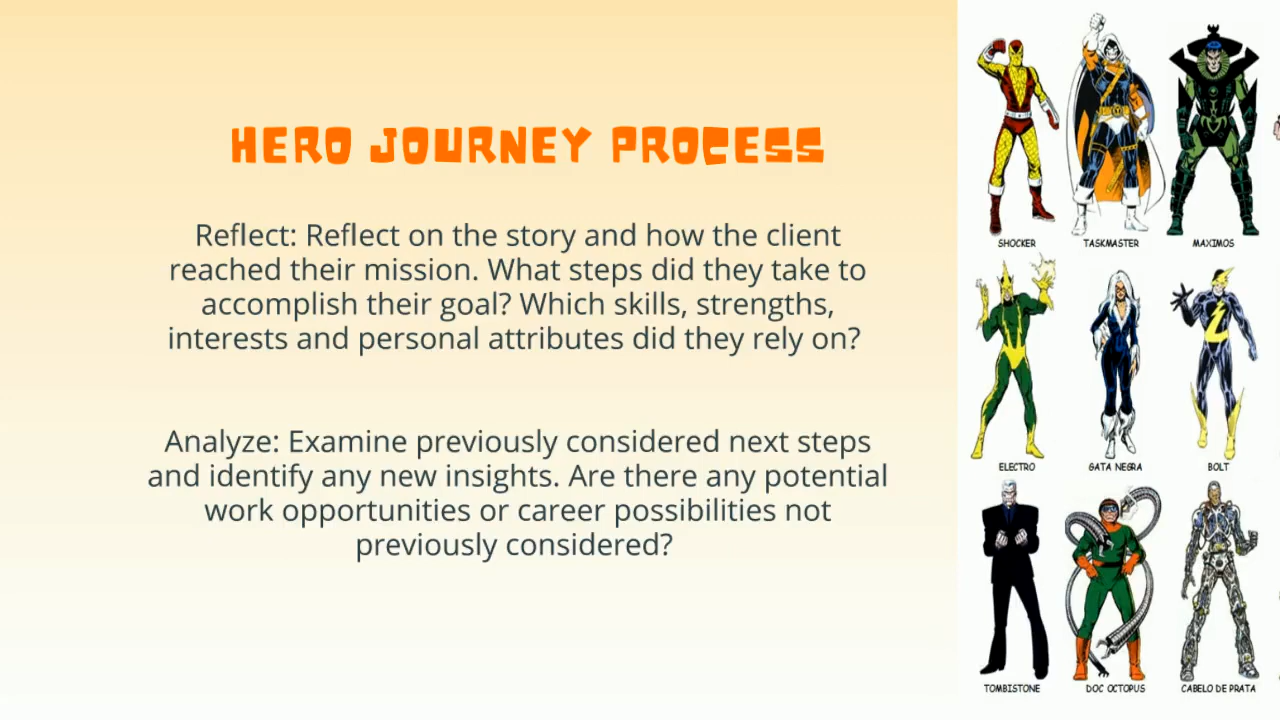 HERO JOURNEY PROCESS
Reflect: Reflect on the story and how the client
reached their mission. What steps did they take to
accomplish their goal? Which skills, strengths,
interests and personal attributes did they rely on?
Analyze: Examine previously considered next steps
and identify any new insights. Are there any potential
work opportunities or career possibilities not
previously considered?
SHOCKER TASKMASTER MAXIMOS
ELECTRO GATA NEGRA BOLT
TOMBISTONE DOC OCTOPUS CABELO DE PRATA